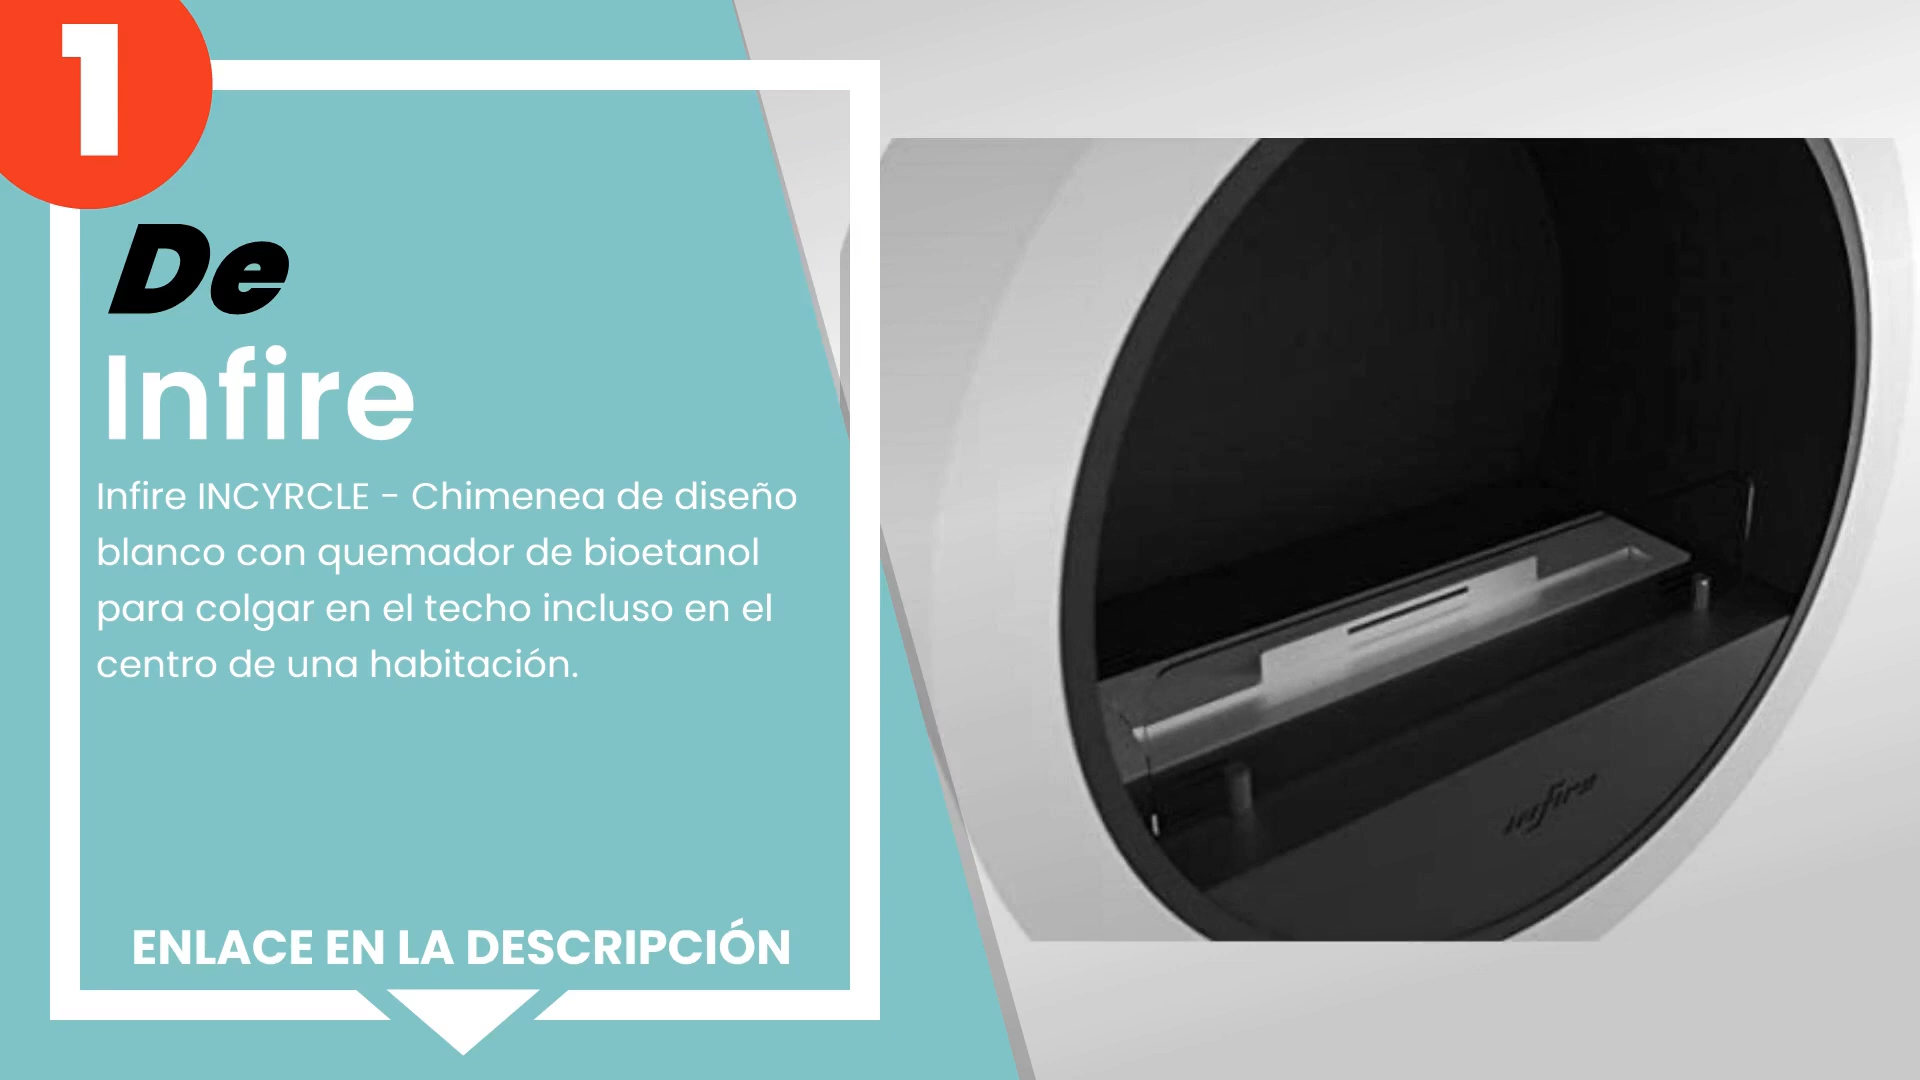 1
De
Infire
Infire INCYRCLE - Chimenea de diseño
blanco con quemador de bioetanol
para colgar en el techo incluso en el
centro de una habitación.
ENLACE EN LA DESCRIPCIÓN
infire